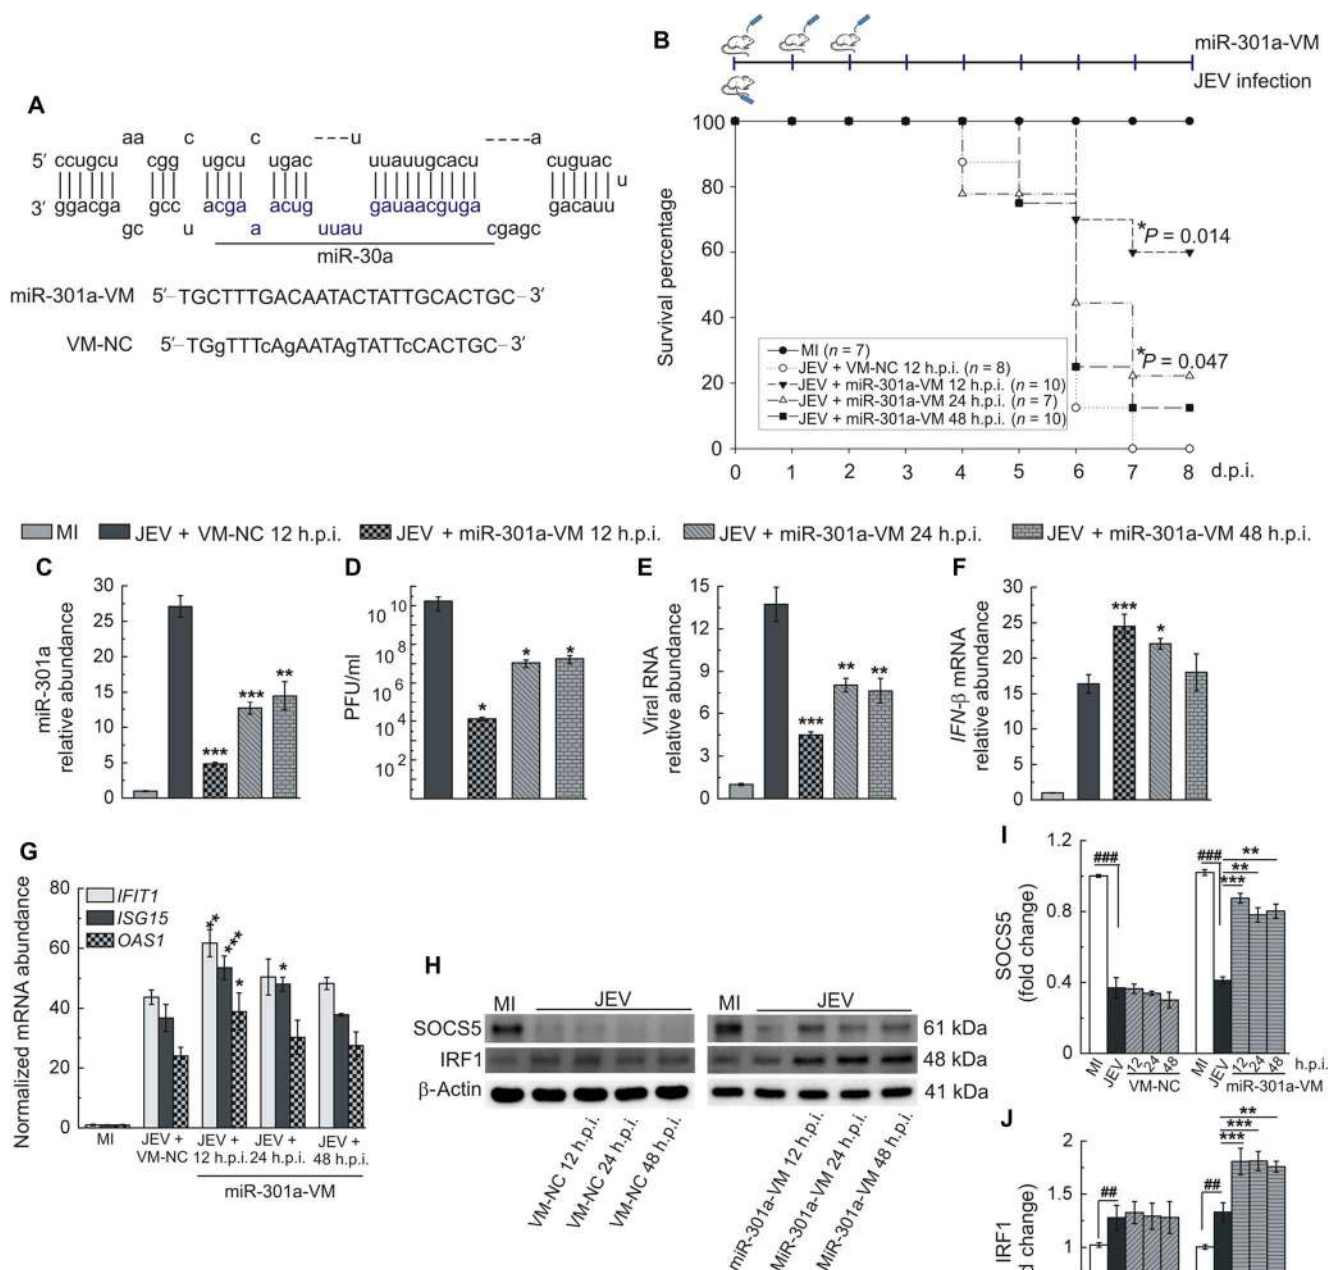 A
aa c c ---u ----a
5′ ccugcu cgg ugcu ugac uuauugcacu cuguac
u
3′ ggacga gcc acga acug gauaacguga gacauu
gc u a uuau cgagc
miR-30a
miR-301a-VM 5′–TGCTTTGACAATACTATTGCACTGC–3′
VM-NC 5′–TGgTTTcAgAATAgTATTcCACTGC–3′
B
miR-301a-VM
JEV infection
Survival percentage
100
80
60
40
20
0
*P = 0.014
*P = 0.047
MI (n = 7)
JEV + VM-NC 12 h.p.i. (n = 8)
JEV + miR-301a-VM 12 h.p.i. (n = 10)
JEV + miR-301a-VM 24 h.p.i. (n = 7)
JEV + miR-301a-VM 48 h.p.i. (n = 10)
0 1 2 3 4 5 6 7 8 d.p.i.
MI JEV + VM-NC 12 h.p.i. JEV + miR-301a-VM 12 h.p.i. JEV + miR-301a-VM 24 h.p.i. JEV + miR-301a-VM 48 h.p.i.
C
miR-301a
relative abundance
30
25
20
15
10
5
0
***
***
**
D
PFU/ml
10^10
10^8
10^6
10^4
10^2
*
*
*
E
Viral RNA
relative abundance
15
12
9
6
3
0
***
**
**
F
IFN-β mRNA
relative abundance
30
25
20
15
10
5
0
***
*
G
Normalized mRNA abundance
80
60
40
20
0
IFIT1
ISG15
OAS1
**
***
*
*
MI JEV + JEV + JEV + JEV +
VM-NC 12 h.p.i. 24 h.p.i. 48 h.p.i.
miR-301a-VM
H
MI JEV MI JEV
SOCS5 61 kDa
IRF1 48 kDa
β-Actin 41 kDa
VM-NC 12 h.p.i.
VM-NC 24 h.p.i.
VM-NC 48 h.p.i.
miR-301a-VM 12 h.p.i.
MiR-301a-VM 24 h.p.i.
MiR-301a-VM 48 h.p.i.
I
SOCS5
(fold change)
1.2
0.8
0.4
0
###
###
**
**
***
MI JEV 12 24 48 MI JEV 12 24 48 h.p.i.
VM-NC miR-301a-VM
J
IRF1
d change)
2
1.5
1
##
##
**
***
***